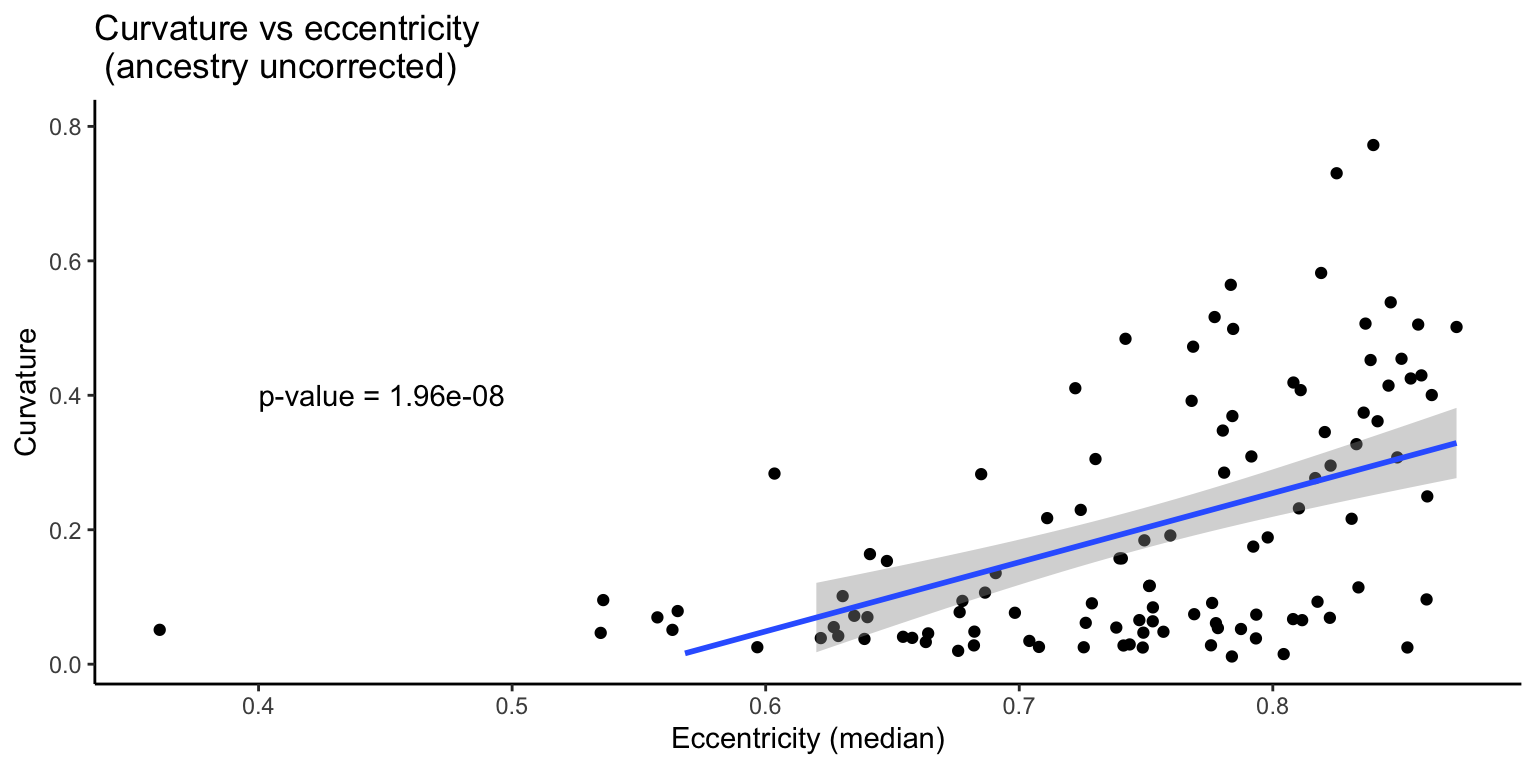 Curvature vs eccentricity
(ancestry uncorrected)
0.8
0.6
0.4
0.2
0.0
Curvature
p-value = 1.96e-08
0.4 0.5 0.6 0.7 0.8
Eccentricity (median)